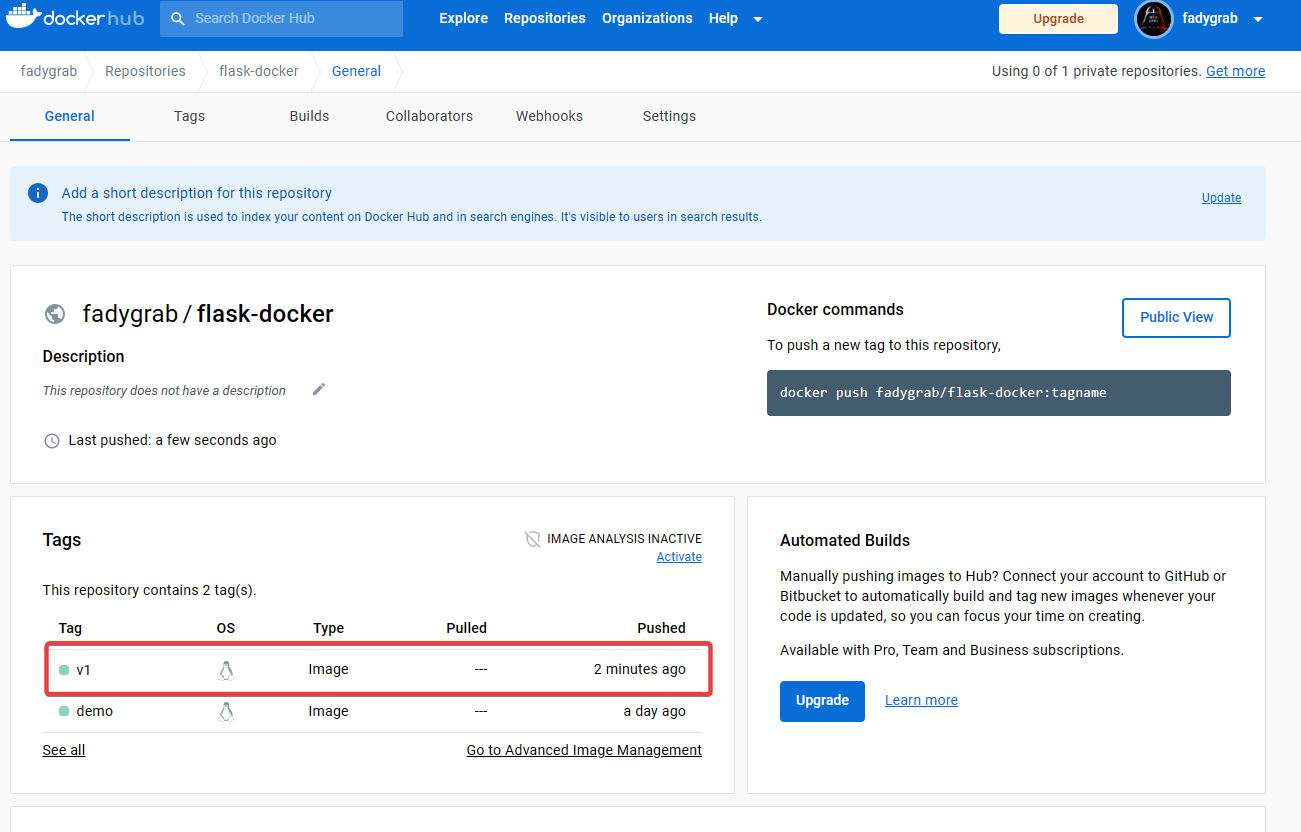 dockerhub
Search Docker Hub
Explore Repositories Organizations Help
Upgrade
fadygrab
fadygrab Repositories flask-docker General
Using 0 of 1 private repositories. Get more
General Tags Builds Collaborators Webhooks Settings
Add a short description for this repository
The short description is used to index your content on Docker Hub and in search engines. It's visible to users in search results.
Update
fadygrab / flask-docker
Description
This repository does not have a description
Last pushed: a few seconds ago
Docker commands
Public View
To push a new tag to this repository,
docker push fadygrab/flask-docker:tagname
Tags
IMAGE ANALYSIS INACTIVE
Activate
This repository contains 2 tag(s).
Tag OS Type Pulled Pushed
v1 Image --- 2 minutes ago
demo Image --- a day ago
See all
Go to Advanced Image Management
Automated Builds
Manually pushing images to Hub? Connect your account to GitHub or
Bitbucket to automatically build and tag new images whenever your
code is updated, so you can focus your time on creating.
Available with Pro, Team and Business subscriptions.
Upgrade
Learn more